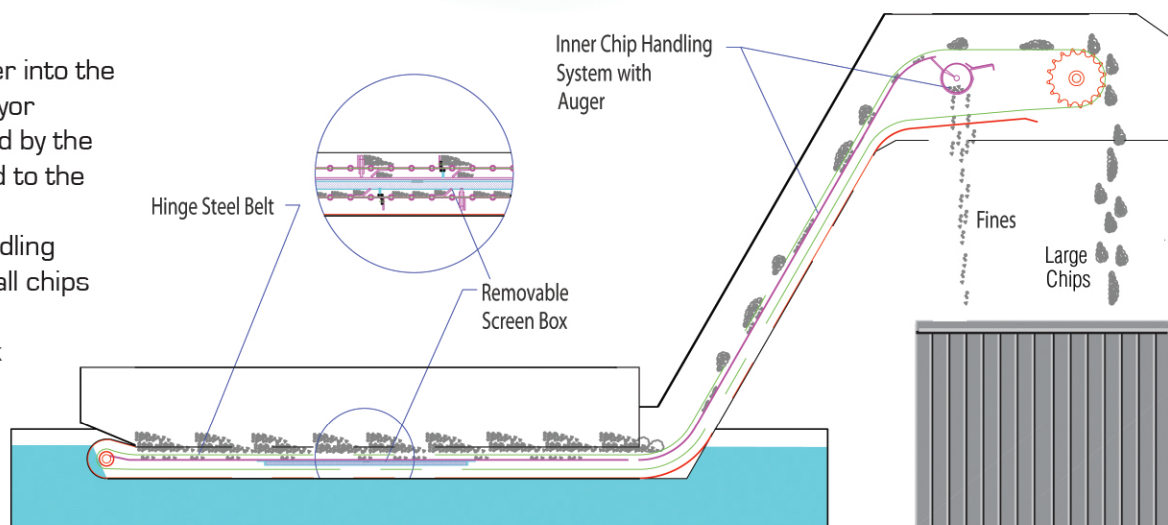 er into the
yor
d by the
d to the
dling
all chips
k
Inner Chip Handling
System with
Auger
Hinge Steel Belt
Removable
Screen Box
Fines
Large
Chips